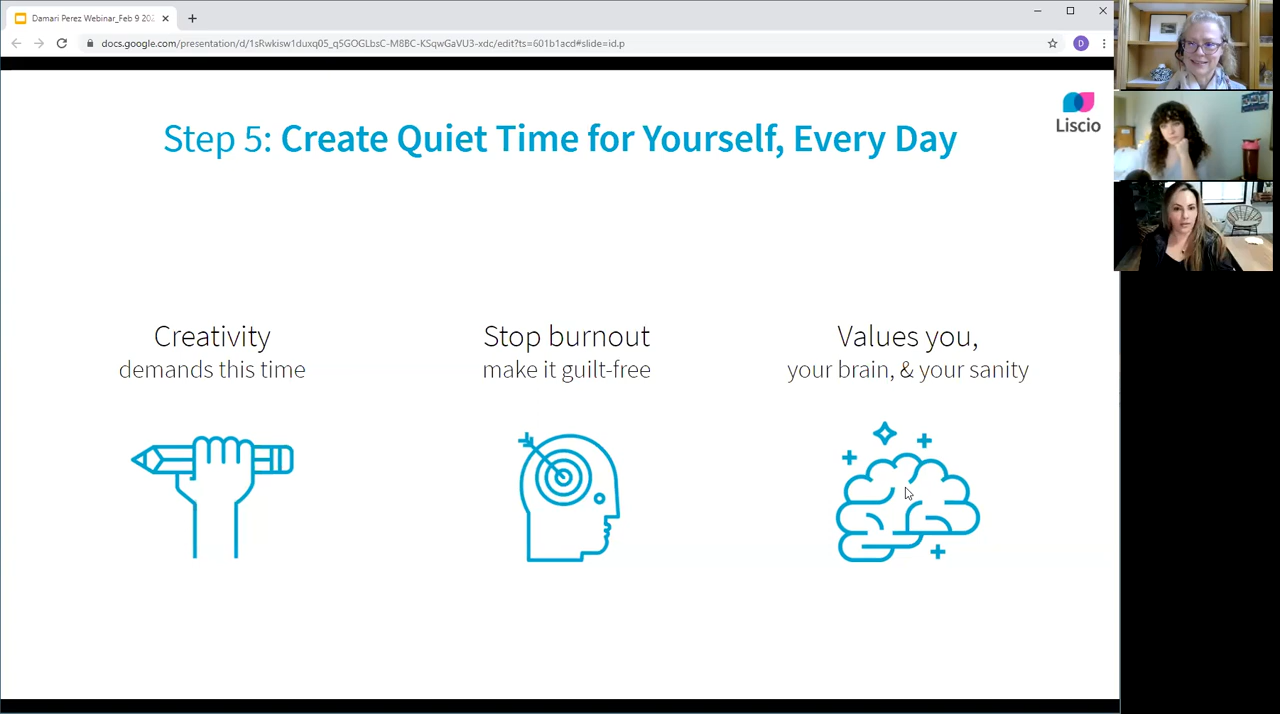 Damari Perez Webinar_Feb 9 202
docs.google.com/presentation/d/1sRwkisw1duxq05_q5GOGLbsC-M8BC-KSqwGaVU3-xdc/edit?ts=601b1acd#slide=id.p
D
Liscio
Step 5: Create Quiet Time for Yourself, Every Day
Creativity
demands this time
Stop burnout
make it guilt-free
Values you,
your brain, & your sanity